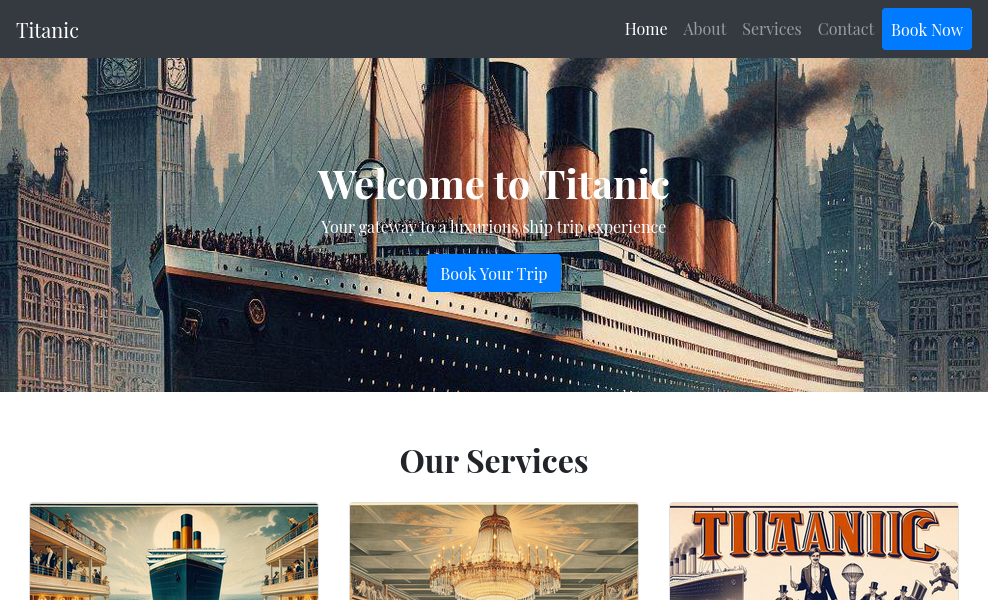 Titanic
Home About Services Contact Book Now
Welcome to Titanic
Your gateway to a luxurious ship trip experience
Book Your Trip
Our Services
TIIAANIIC